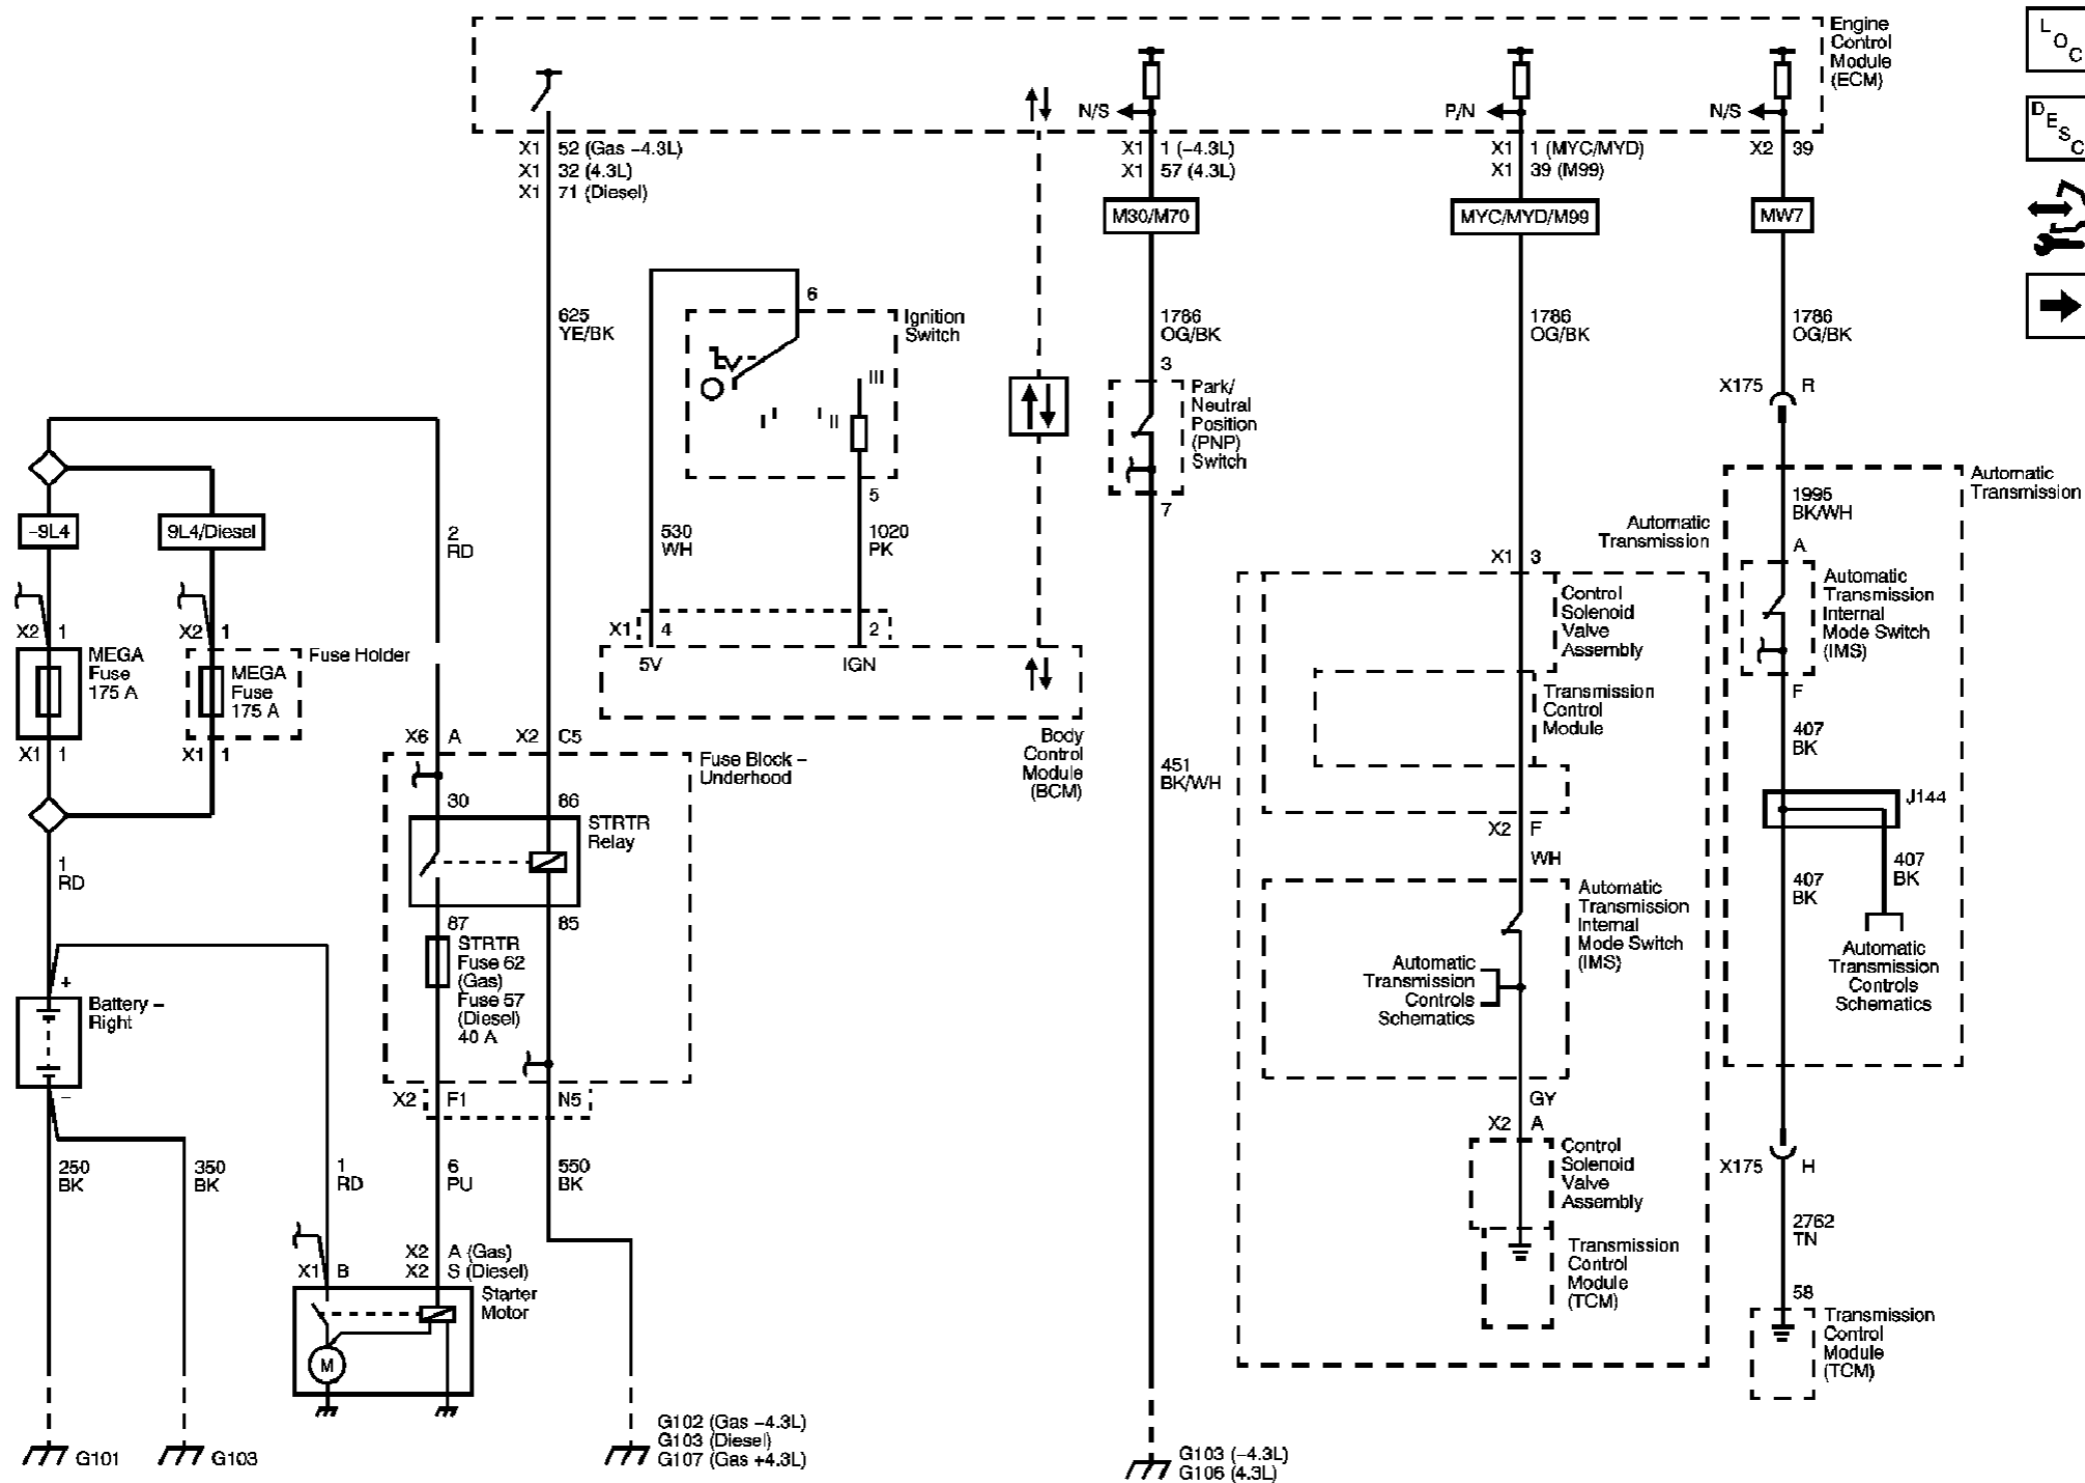 Engine
Control
Module
(ECM)
L
O
C
D
E
S
C
N/S
P/N
N/S
X1 52 (Gas –4.3L)
X1 32 (4.3L)
X1 71 (Diesel)
X1 1 (–4.3L)
X1 57 (4.3L)
X1 1 (MYC/MYD)
X1 39 (M99)
X2 39
M30/M70
MYC/MYD/M99
MW7
625
YE/BK
6
Ignition
Switch
III
I
II
5
530
WH
1020
PK
X1 4
2
5V
IGN
Body
Control
Module
(BCM)
1786
OG/BK
3
Park/
Neutral
Position
(PNP)
Switch
7
451
BK/WH
G103 (–4.3L)
G106 (4.3L)
1786
OG/BK
Automatic
Transmission
X1 3
Control
Solenoid
Valve
Assembly
Transmission
Control
Module
X2 F
WH
Automatic
Transmission
Internal
Mode Switch
(IMS)
Automatic
Transmission
Controls
Schematics
GY
X2 A
Control
Solenoid
Valve
Assembly
Transmission
Control
Module
(TCM)
1786
OG/BK
X175 R
Automatic
Transmission
1995
BK/WH
A
Automatic
Transmission
Internal
Mode Switch
(IMS)
F
407
BK
J144
407
BK
407
BK
Automatic
Transmission
Controls
Schematics
X175 H
2762
TN
58
Transmission
Control
Module
(TCM)
–9L4
9L4/Diesel
2
RD
X2 1
X2 1
MEGA
Fuse
175 A
Fuse Holder
MEGA
Fuse
175 A
X1 1
X1 1
1
RD
X6 A
X2 C5
Fuse Block –
Underhood
30
86
STRTR
Relay
87
85
STRTR
Fuse 62
(Gas)
Fuse 57
(Diesel)
40 A
X2 F1
N5
+
Battery –
Right
–
250
BK
350
BK
1
RD
6
PU
550
BK
X2 A (Gas)
X2 S (Diesel)
X1 B
Starter
Motor
M
G101
G103
G102 (Gas –4.3L)
G103 (Diesel)
G107 (Gas +4.3L)